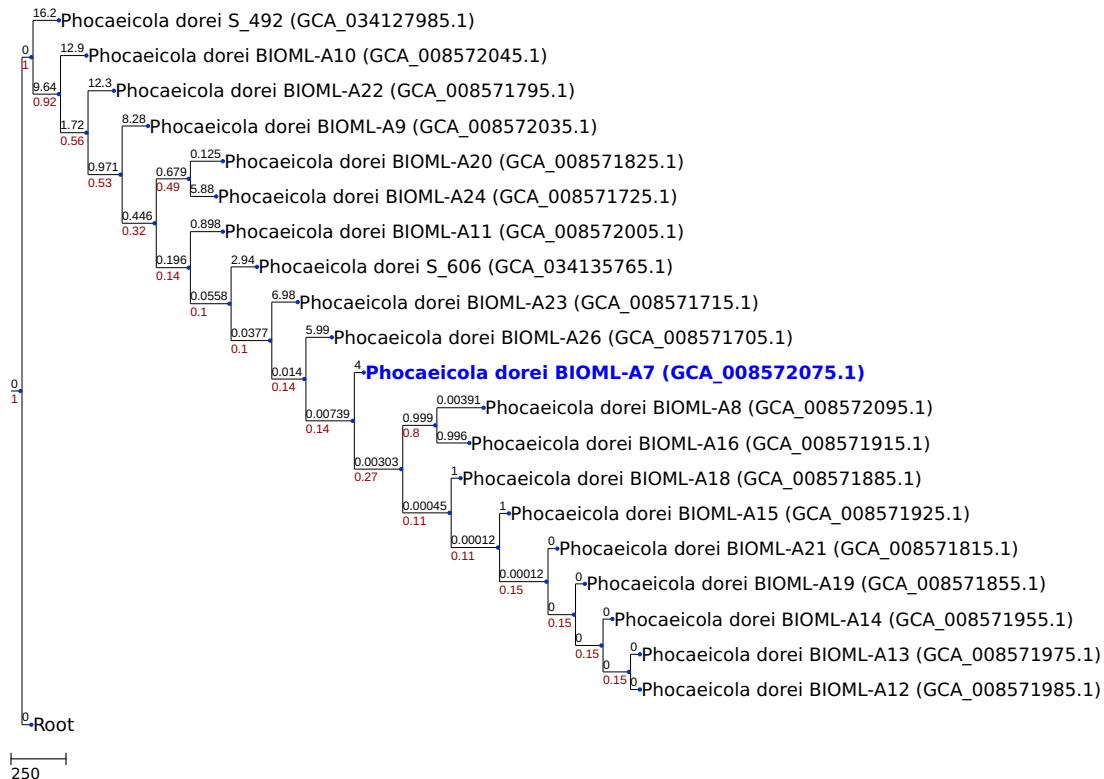 16.2 Phocaeicola dorei S_492 (GCA_034127985.1)
0
1
12.9 Phocaeicola dorei BIOML-A10 (GCA_008572045.1)
9.64
0.92
12.3 Phocaeicola dorei BIOML-A22 (GCA_008571795.1)
1.72
0.56
8.28 Phocaeicola dorei BIOML-A9 (GCA_008572035.1)
0.971
0.53
0.125 Phocaeicola dorei BIOML-A20 (GCA_008571825.1)
0.679
0.49
5.88 Phocaeicola dorei BIOML-A24 (GCA_008571725.1)
0.446
0.32
0.898 Phocaeicola dorei BIOML-A11 (GCA_008572005.1)
0.196
0.14
2.94 Phocaeicola dorei S_606 (GCA_034135765.1)
0.0558
0.1
6.98 Phocaeicola dorei BIOML-A23 (GCA_008571715.1)
0.0377
0.1
5.99 Phocaeicola dorei BIOML-A26 (GCA_008571705.1)
0.014
0.14
4 Phocaeicola dorei BIOML-A7 (GCA_008572075.1)
0
1
0.00739
0.14
0.00391 Phocaeicola dorei BIOML-A8 (GCA_008572095.1)
0.999
0.8
0.996 Phocaeicola dorei BIOML-A16 (GCA_008571915.1)
0.00303
0.27
1 Phocaeicola dorei BIOML-A18 (GCA_008571885.1)
0.00045
0.11
1 Phocaeicola dorei BIOML-A15 (GCA_008571925.1)
0.00012
0.11
0 Phocaeicola dorei BIOML-A21 (GCA_008571815.1)
0.00012
0.15
0 Phocaeicola dorei BIOML-A19 (GCA_008571855.1)
0
0.15
0 Phocaeicola dorei BIOML-A14 (GCA_008571955.1)
0
0.15
0 Phocaeicola dorei BIOML-A13 (GCA_008571975.1)
0
0.15
0 Phocaeicola dorei BIOML-A12 (GCA_008571985.1)
0 Root
250